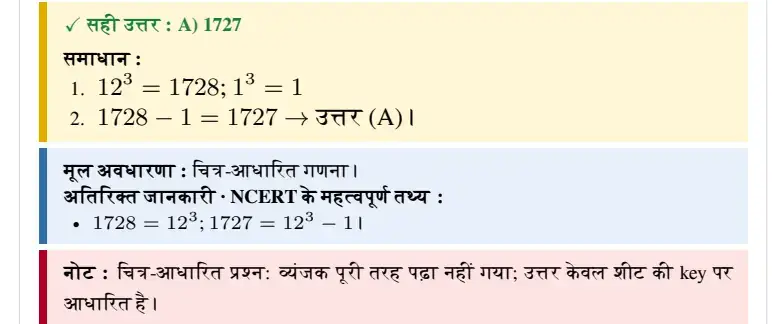 ✓ सही उत्तर : A) 1727
समाधान :
1. 12³ = 1728; 1³ = 1
2. 1728 − 1 = 1727 → उत्तर (A)।
मूल अवधारणा : चित्र-आधारित गणना।
अतिरिक्त जानकारी · NCERT के महत्वपूर्ण तथ्य :
• 1728 = 12³; 1727 = 12³ − 1।
नोट : चित्र-आधारित प्रश्न: व्यंजक पूरी तरह पढ़ा नहीं गया; उत्तर केवल शीट की key पर
आधारित है।